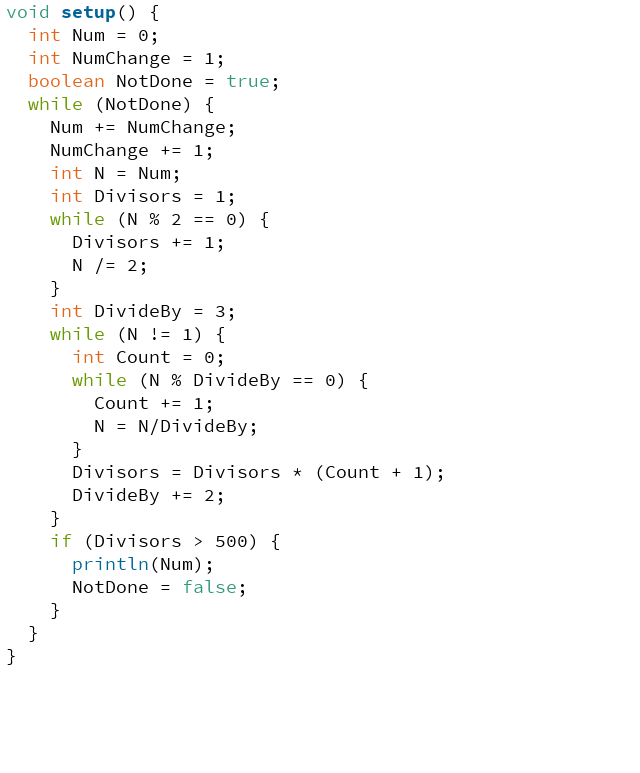 void setup() {
  int Num = 0;
  int NumChange = 1;
  boolean NotDone = true;
  while (NotDone) {
    Num += NumChange;
    NumChange += 1;
    int N = Num;
    int Divisors = 1;
    while (N % 2 == 0) {
      Divisors += 1;
      N /= 2;
    }
    int DivideBy = 3;
    while (N != 1) {
      int Count = 0;
      while (N % DivideBy == 0) {
        Count += 1;
        N = N/DivideBy;
      }
      Divisors = Divisors * (Count + 1);
      DivideBy += 2;
    }
    if (Divisors > 500) {
      println(Num);
      NotDone = false;
    }
  }
}